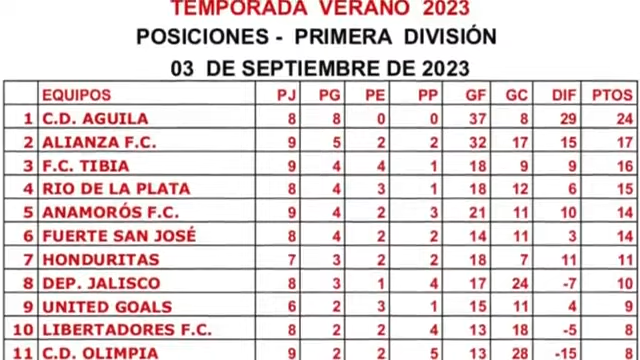 TEMPORADA VERANO 2023
POSICIONES - PRIMERA DIVISIÓN
03 DE SEPTIEMBRE DE 2023
EQUIPOS PJ PG PE PP GF GC DIF PTOS
1 C.D. AGUILA 8 8 0 0 37 8 29 24
2 ALIANZA F.C. 9 5 2 2 32 17 15 17
3 F.C. TIBIA 9 4 4 1 18 9 9 16
4 RIO DE LA PLATA 8 4 3 1 18 12 6 15
5 ANAMORÓS F.C. 9 4 2 3 21 11 10 14
6 FUERTE SAN JOSÉ 8 4 2 2 14 11 3 14
7 HONDURITAS 7 3 2 2 18 7 11 11
8 DEP. JALISCO 8 3 1 4 17 24 -7 10
9 UNITED GOALS 6 2 3 1 15 11 4 9
10 LIBERTADORES F.C. 8 2 2 4 13 18 -5 8
11 C.D. OLIMPIA 9 2 2 5 13 28 -15 8